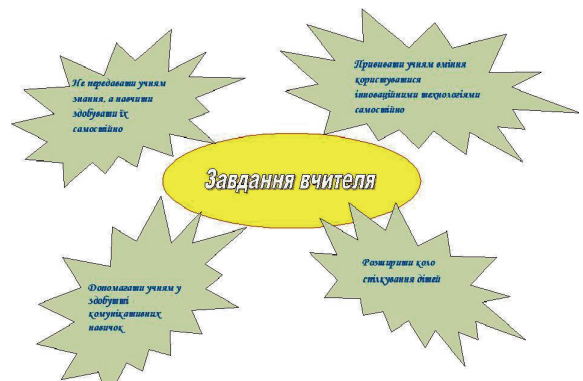 Не передавати учням
знання, а навчити
здобувати їх
самостійно
Прививати учням вміння
користуватися
інноваційними технологіями
самостійно
Завдання вчителя
Допомагати учням у
здобутті
комунікативних
навичок
Розширити коло
спілкування дітей